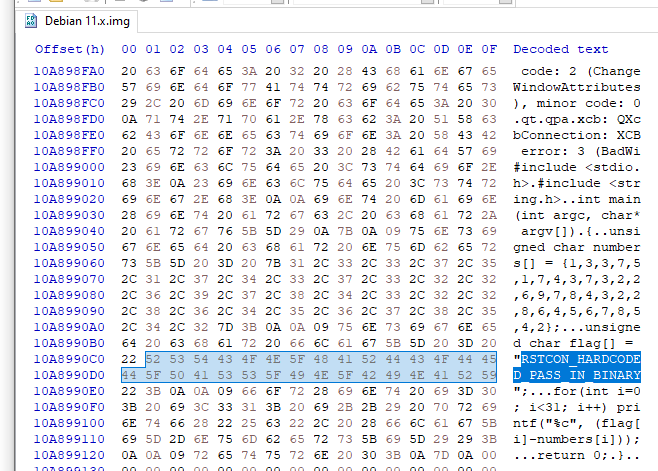 Debian 11.x.img
Offset(h) 00 01 02 03 04 05 06 07 08 09 0A 0B 0C 0D 0E 0F Decoded text
10A898FA0 20 63 6F 64 65 3A 20 32 20 28 43 68 61 6E 67 65 code: 2 (Change
10A898FB0 57 69 6E 64 6F 77 41 74 74 72 69 62 75 74 65 73 WindowAttributes
10A898FC0 29 2C 20 6D 69 6E 6F 72 20 63 6F 64 65 3A 20 30 ), minor code: 0
10A898FD0 0A 71 74 2E 71 70 61 2E 78 63 62 3A 20 51 58 63 .qt.qpa.xcb: QXc
10A898FE0 62 43 6F 6E 6E 65 63 74 69 6F 6E 3A 20 58 43 42 bConnection: XCB
10A898FF0 20 65 72 72 6F 72 3A 20 33 20 28 42 61 64 57 69 error: 3 (BadWi
10A899000 23 69 6E 63 6C 75 64 65 20 3C 73 74 64 69 6F 2E #include <stdio.
10A899010 68 3E 0A 23 69 6E 63 6C 75 64 65 20 3C 73 74 72 h>.#include <str
10A899020 69 6E 67 2E 68 3E 0A 0A 69 6E 74 20 6D 61 69 6E ing.h>..int main
10A899030 28 69 6E 74 20 61 72 67 63 2C 20 63 68 61 72 2A (int argc, char*
10A899040 20 61 72 67 76 5B 5D 29 0A 7B 0A 09 75 6E 73 69 argv[]).{..unsi
10A899050 67 6E 65 64 20 63 68 61 72 20 6E 75 6D 62 65 72 gned char number
10A899060 73 5B 5D 20 3D 20 7B 31 2C 33 2C 33 2C 37 2C 35 s[] = {1,3,3,7,5
10A899070 2C 31 2C 37 2C 34 2C 33 2C 37 2C 33 2C 32 2C 32 ,1,7,4,3,7,3,2,2
10A899080 2C 36 2C 39 2C 37 2C 38 2C 34 2C 33 2C 32 2C 32 ,6,9,7,8,4,3,2,2
10A899090 2C 38 2C 36 2C 34 2C 35 2C 36 2C 37 2C 38 2C 35 ,8,6,4,5,6,7,8,5
10A8990A0 2C 34 2C 32 7D 3B 0A 0A 09 75 6E 73 69 67 6E 65 ,4,2};...unsigne
10A8990B0 64 20 63 68 61 72 20 66 6C 61 67 5B 5D 20 3D 20 d char flag[] =
10A8990C0 22 52 53 54 43 4F 4E 5F 48 41 52 44 43 4F 44 45 "RSTCON_HARDCODE
10A8990D0 44 5F 50 41 53 53 5F 49 4E 5F 42 49 4E 41 52 59 D_PASS_IN_BINARY
10A8990E0 22 3B 0A 0A 09 66 6F 72 28 69 6E 74 20 69 3D 30 ";...for(int i=0
10A8990F0 3B 20 69 3C 33 31 3B 20 69 2B 2B 29 20 70 72 69 ; i<31; i++) pri
10A899100 6E 74 66 28 22 25 63 22 2C 20 28 66 6C 61 67 5B ntf("%c", (flag[
10A899110 69 5D 2D 6E 75 6D 62 65 72 73 5B 69 5D 29 29 3B i]-numbers[i]));
10A899120 0A 0A 09 72 65 74 75 72 6E 20 30 3B 0A 7D 0A 00 ...return 0;.}..